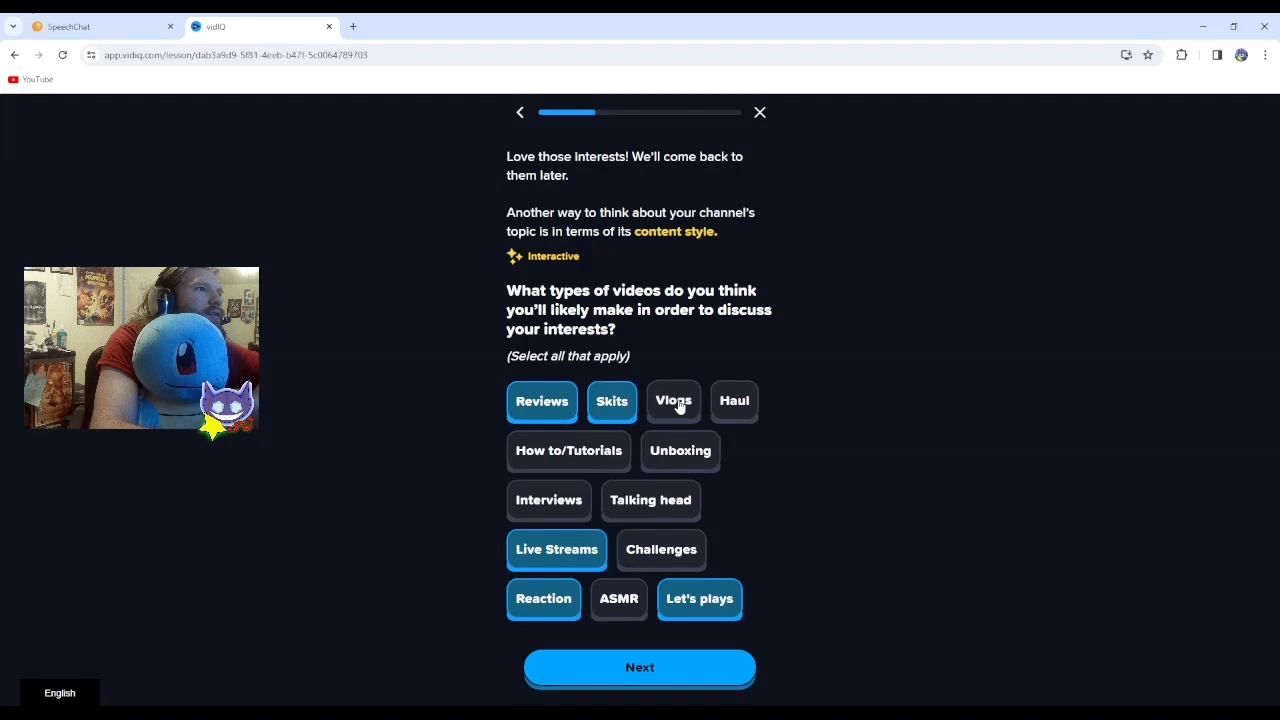 SpeechChat
vidIQ
app.vidiq.com/lesson/dab3a9d9-5f81-4eeb-b47f-5c0064789703
YouTube
Love those interests! We'll come back to
them later.
Another way to think about your channel's
topic is in terms of its content style.
Interactive
What types of videos do you think
you'll likely make in order to discuss
your interests?
(Select all that apply)
Reviews Skits Vlogs Haul
How to/Tutorials Unboxing
Interviews Talking head
Live Streams Challenges
Reaction ASMR Let's plays
Next
English